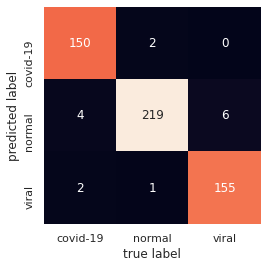 predicted label
covid-19
150 2 0
normal
4 219 6
viral
2 1 155
covid-19 normal viral
true label